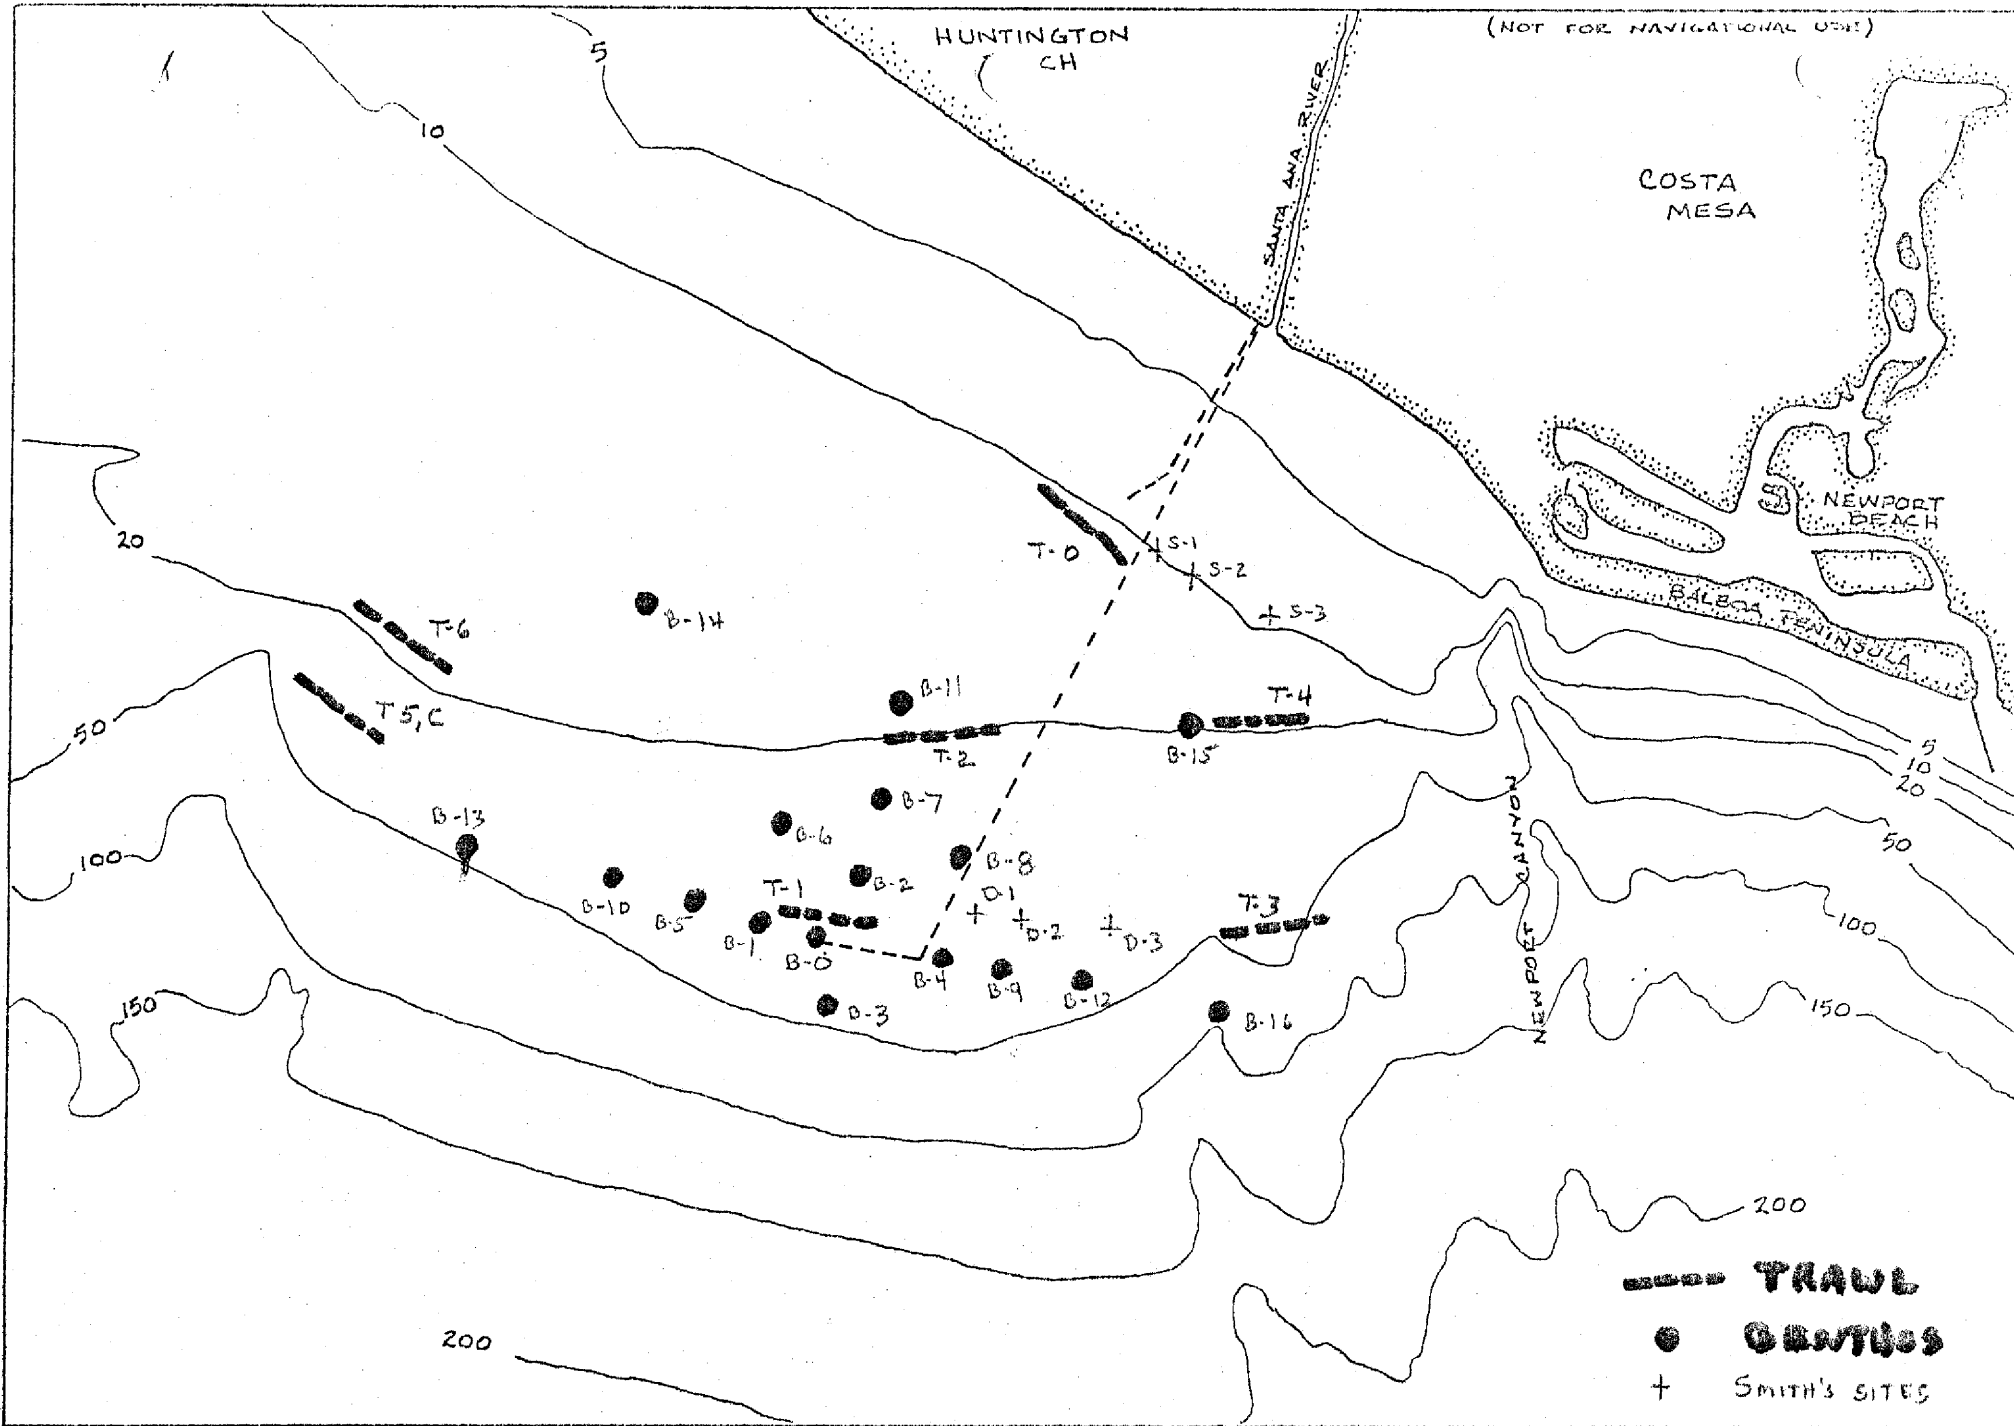 (NOT FOR NAVIGATIONAL USE)
HUNTINGTON
CH
5
10
SANTA ANA RIVER
COSTA
MESA
NEWPORT
BEACH
BALBOA PENINSULA
20
T-0
S-1
S-2
S-3
B-14
T-6
T 5, C
B-11
T-2
T-4
B-15
50
5
10
20
B-7
B-6
B-13
B-8
B-2
100
B-10
B-5
T-1
B-1
B-0
D-1
D-2
D-3
T-3
50
100
NEWPORT CANYON
B-4
B-9
B-12
B-3
B-16
150
150
200
200
TRAWL
BENTHOS
SMITH'S SITES